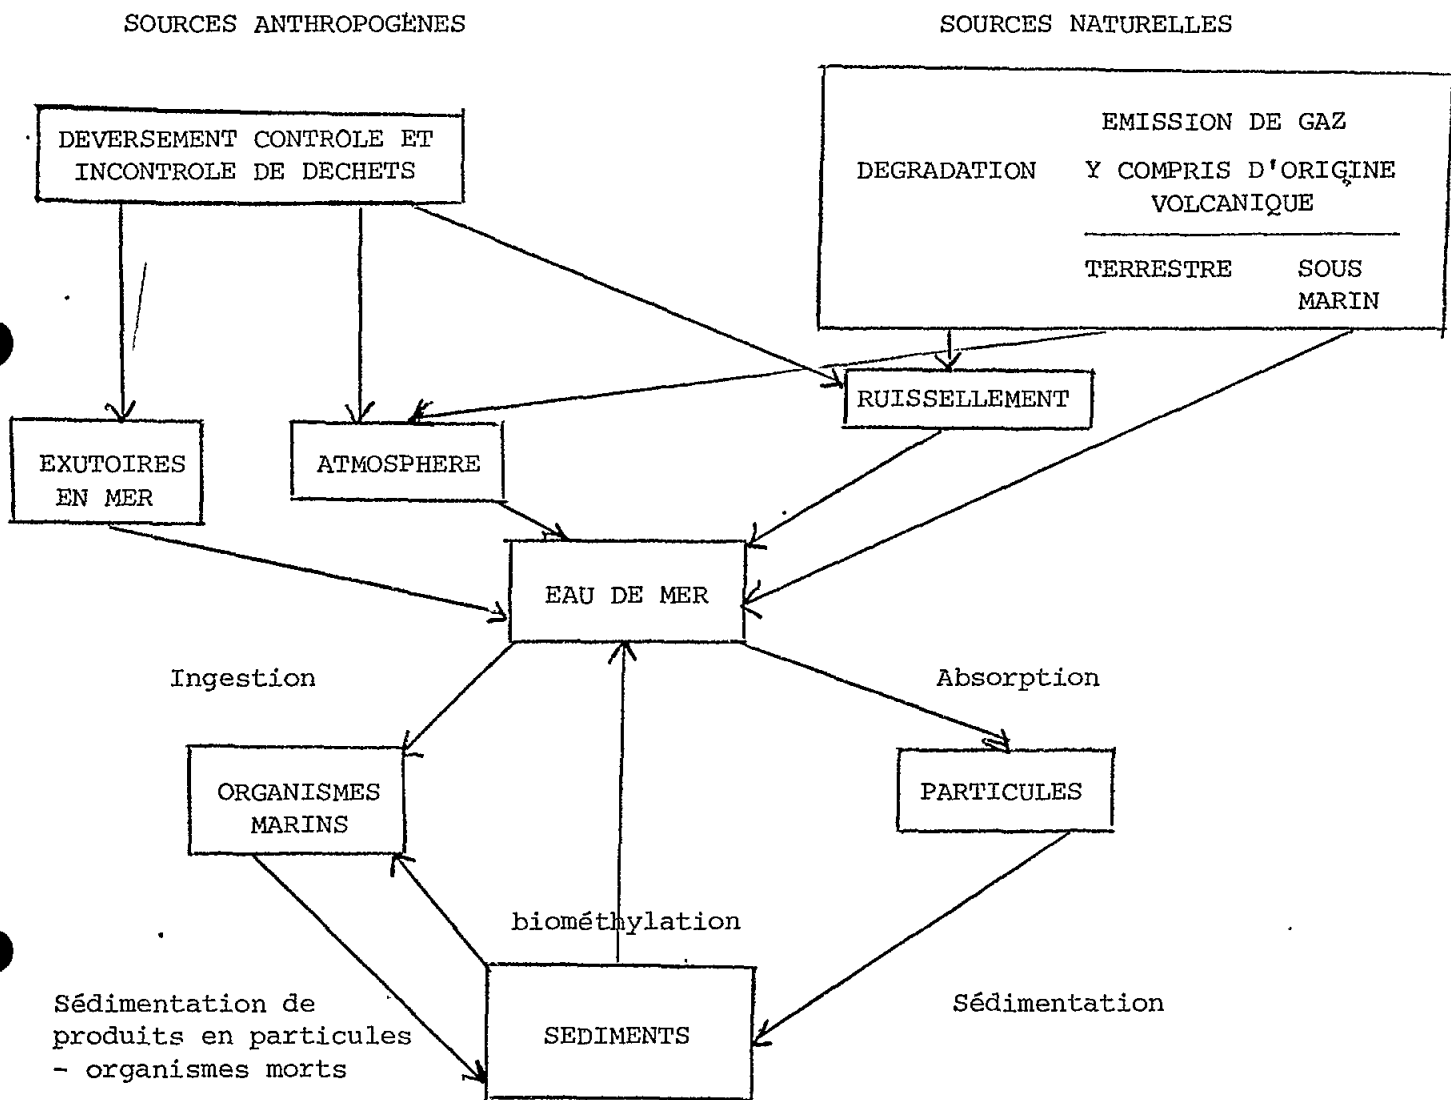 SOURCES ANTHROPOGÈNES
SOURCES NATURELLES
DEVERSEMENT CONTRÔLE ET
INCONTROLE DE DECHETS
EMISSION DE GAZ
DEGRADATION
Y COMPRIS D'ORIGINE
VOLCANIQUE
TERRESTRE
SOUS
MARIN
RUISSELLEMENT
EXUTOIRES
EN MER
ATMOSPHERE
EAU DE MER
Ingestion
Absorption
ORGANISMES
MARINS
PARTICULES
biométhylation
Sédimentation de
produits en particules
- organismes morts
SEDIMENTS
Sédimentation